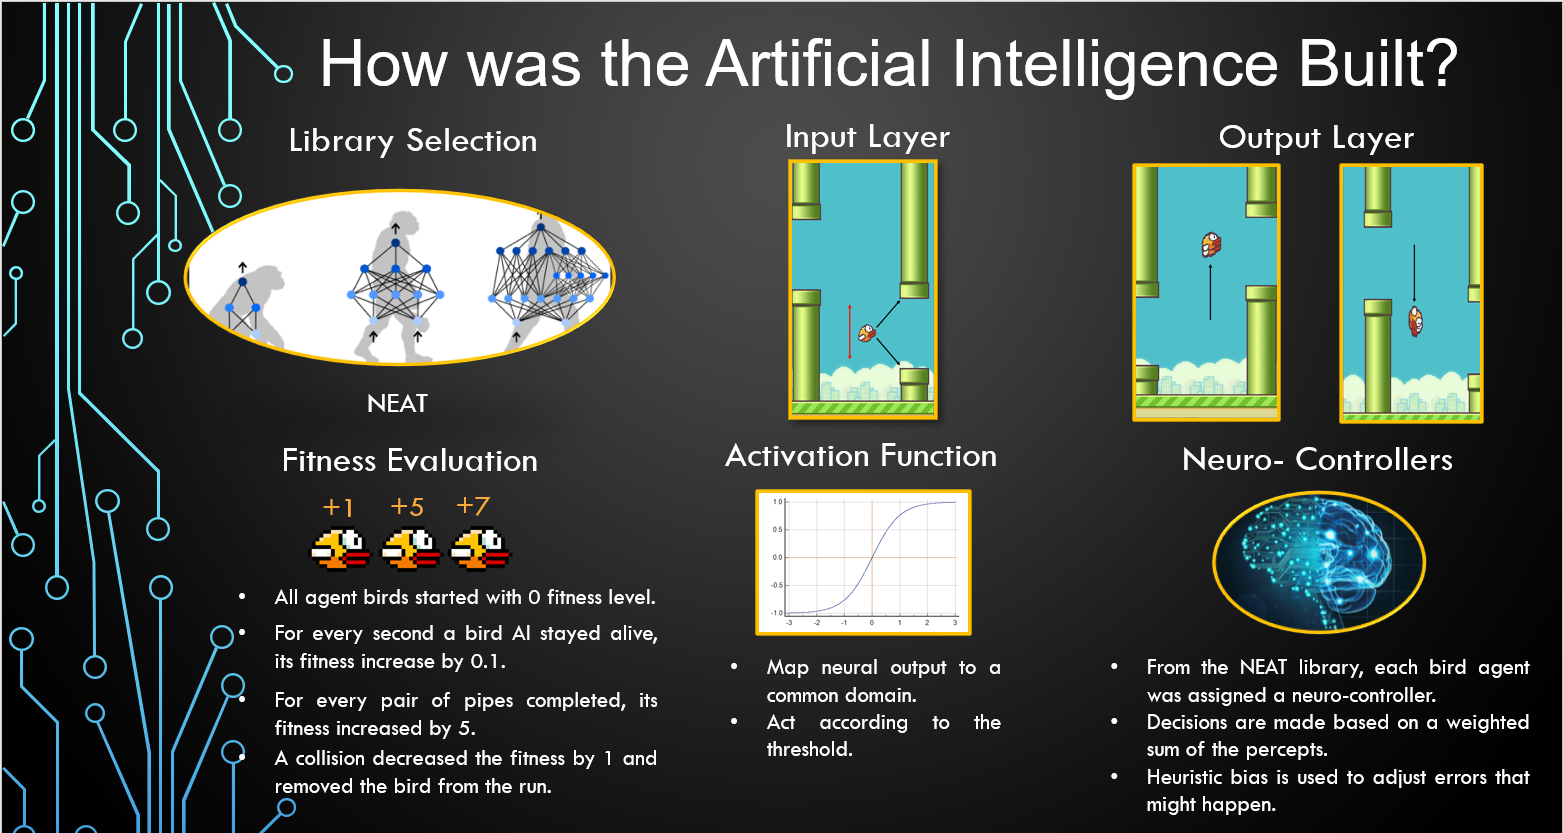 How was the Artificial Intelligence Built?
Library Selection
NEAT
Input Layer
Output Layer
Fitness Evaluation
+1 +5 +7
• All agent birds started with 0 fitness level.
• For every second a bird AI stayed alive,
its fitness increase by 0.1.
• For every pair of pipes completed, its
fitness increased by 5.
• A collision decreased the fitness by 1 and
removed the bird from the run.
Activation Function
1.0
0.5
0.0
-0.5
-1.0
-3 -2 -1 0 1 2 3
• Map neural output to a
common domain.
• Act according to the
threshold.
Neuro- Controllers
• From the NEAT library, each bird agent
was assigned a neuro-controller.
• Decisions are made based on a weighted
sum of the percepts.
• Heuristic bias is used to adjust errors that
might happen.